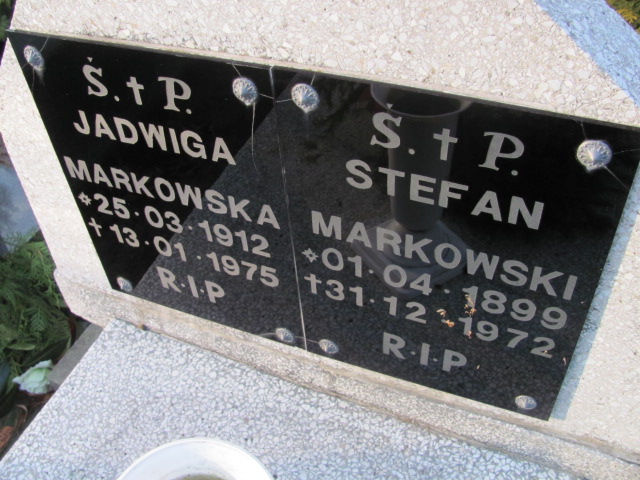 Ś. † P.
JADWIGA
MARKOWSKA
*25·03·1912
†13·01·1975
R·I·P
Ś. † P.
STEFAN
MARKOWSKI
*01·04·1899
†31·12·1972
R·I·P